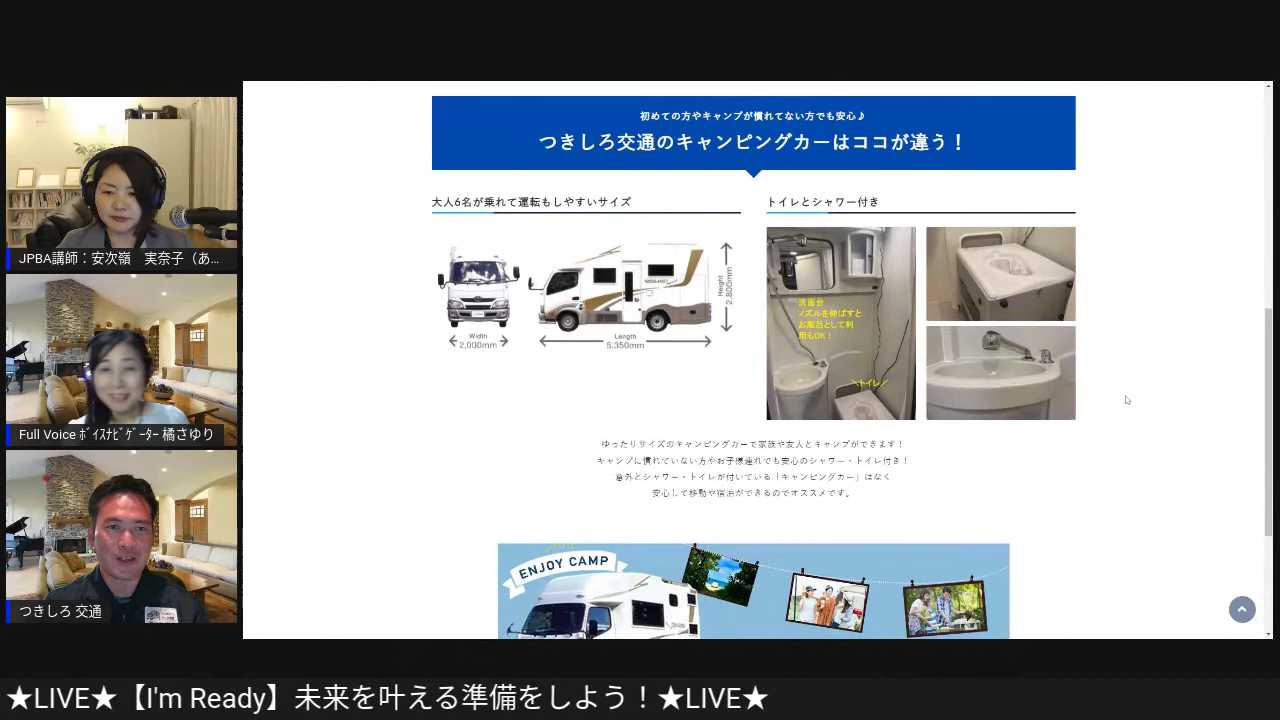 JPBA講師：安次嶺　実奈子（あ...
Full Voice ﾎﾞｲｽﾅﾋﾞｹﾞｰﾀｰ 橘さゆり
つきしろ 交通
初めての方やキャンプが慣れてない方でも安心♪
つきしろ交通のキャンピングカーはココが違う！
大人6名が乗れて運転もしやすいサイズ
トイレとシャワー付き
Width
2,000mm
Length
5,350mm
Height
2,800mm
洗面台
ノズルを伸ばすと
お風呂として利
用もOK！
＼トイレ／
ゆったりサイズのキャンピングカーで家族や友人とキャンプができます！
キャンプに慣れていない方やお子様連れでも安心のシャワー・トイレ付き！
意外とシャワー・トイレが付いている「キャンピングカー」はなく
安心して移動や宿泊ができるのでオススメです。
ENJOY CAMP
★LIVE★【I'm Ready】未来を叶える準備をしよう！★LIVE★